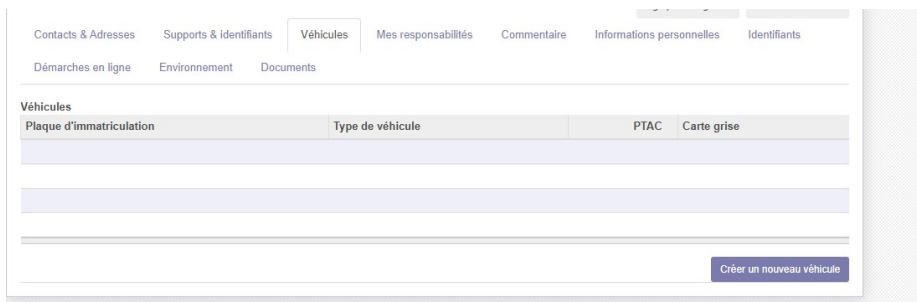 Contacts & Adresses Supports & identifiants Véhicules Mes responsabilités Commentaire Informations personnelles Identifiants
Démarches en ligne Environnement Documents
Véhicules
Plaque d'immatriculation Type de véhicule PTAC Carte grise
Créer un nouveau véhicule